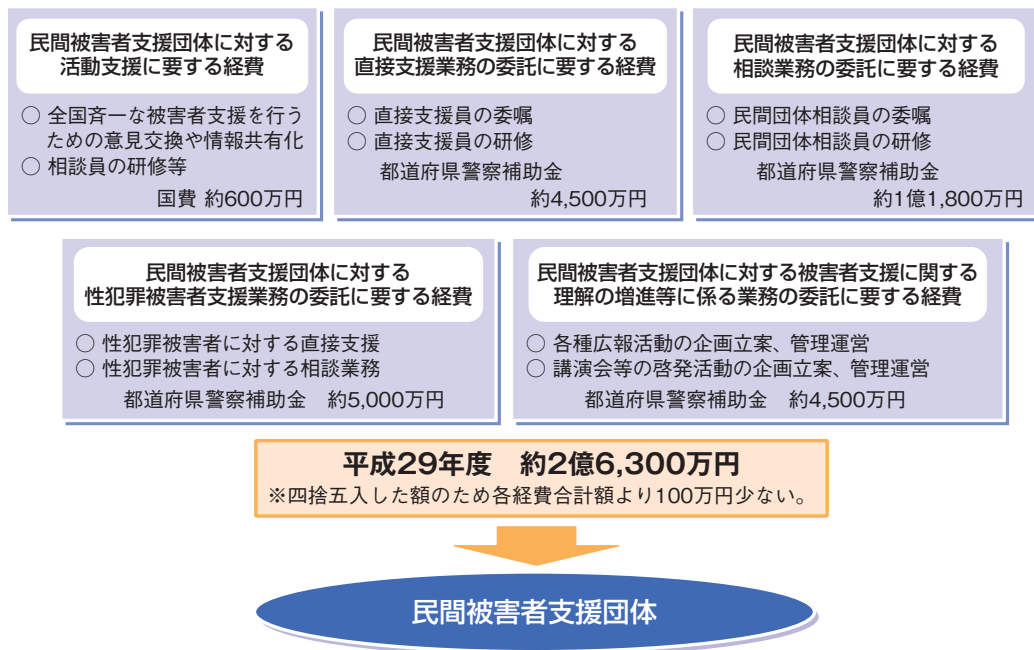 民間被害者支援団体に対する
活動支援に要する経費
○ 全国斉一な被害者支援を行う
ための意見交換や情報共有化
○ 相談員の研修等
国費 約600万円
民間被害者支援団体に対する
直接支援業務の委託に要する経費
○ 直接支援員の委嘱
○ 直接支援員の研修
都道府県警察補助金
約4,500万円
民間被害者支援団体に対する
相談業務の委託に要する経費
○ 民間団体相談員の委嘱
○ 民間団体相談員の研修
都道府県警察補助金
約1億1,800万円
民間被害者支援団体に対する
性犯罪被害者支援業務の委託に要する経費
○ 性犯罪被害者に対する直接支援
○ 性犯罪被害者に対する相談業務
都道府県警察補助金 約5,000万円
民間被害者支援団体に対する被害者支援に関する
理解の増進等に係る業務の委託に要する経費
○ 各種広報活動の企画立案、管理運営
○ 講演会等の啓発活動の企画立案、管理運営
都道府県警察補助金 約4,500万円
平成29年度 約2億6,300万円
※四捨五入した額のため各経費合計額より100万円少ない。
民間被害者支援団体